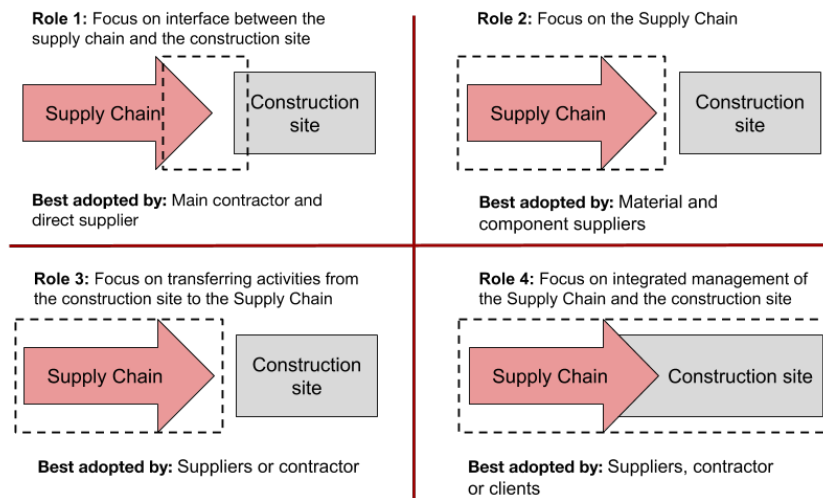 Role 1: Focus on interface between the
supply chain and the construction site
Supply Chain
Construction
site
Best adopted by: Main contractor and
direct supplier
Role 2: Focus on the Supply Chain
Supply Chain
Construction
site
Best adopted by: Material and
component suppliers
Role 3: Focus on transferring activities from
the construction site to the Supply Chain
Supply Chain
Construction
site
Best adopted by: Suppliers or contractor
Role 4: Focus on integrated management of
the Supply Chain and the construction site
Supply Chain
Construction site
Best adopted by: Suppliers, contractor
or clients